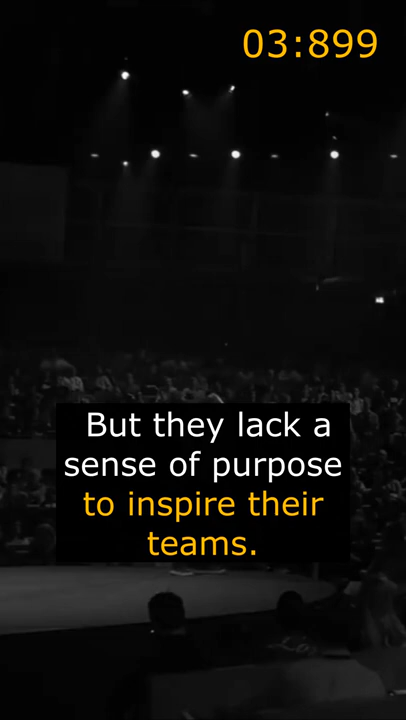 03:899
But they lack a
sense of purpose
to inspire their
teams.